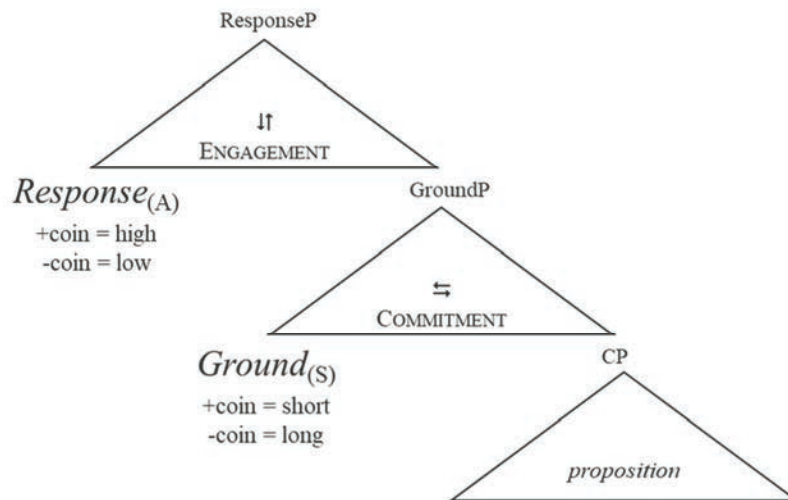 ResponseP
↓↑
ENGAGEMENT
Response(A)
+coin = high
-coin = low
GroundP
⇆
COMMITMENT
Ground(S)
+coin = short
-coin = long
CP
proposition